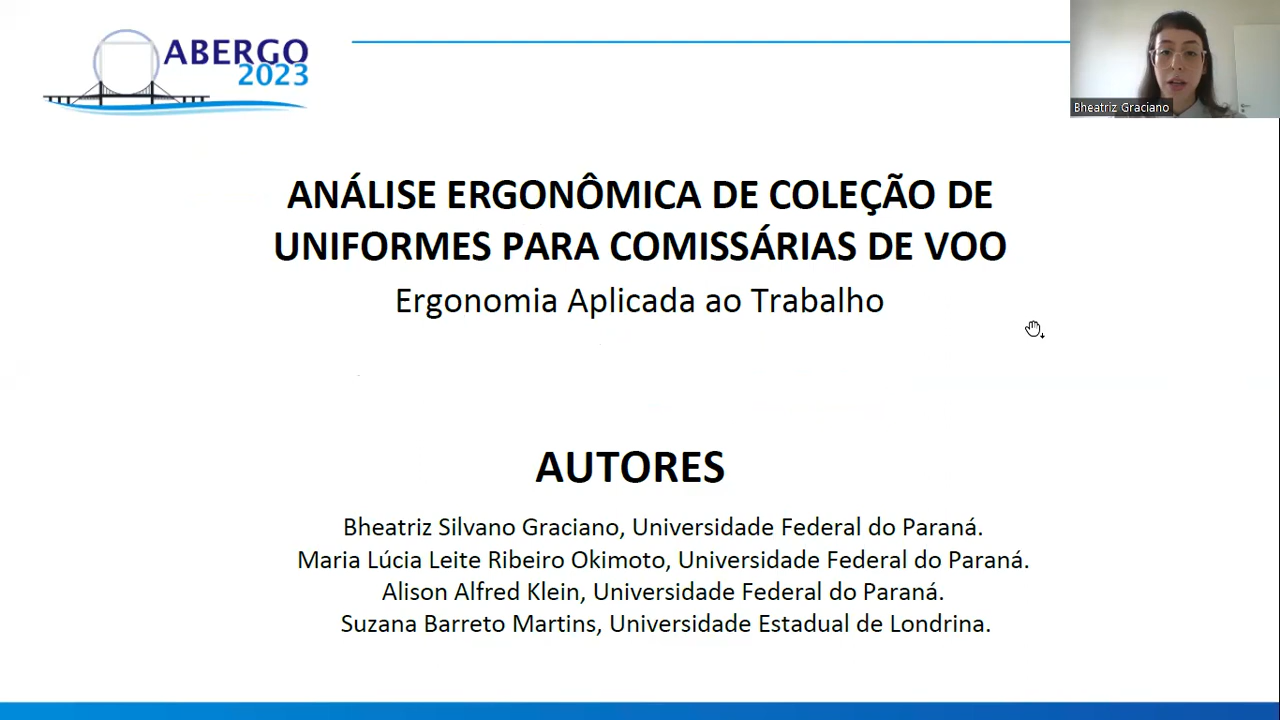 ABERGO
2023
Bheatriz Graciano
ANÁLISE ERGONÔMICA DE COLEÇÃO DE
UNIFORMES PARA COMISSÁRIAS DE VOO
Ergonomia Aplicada ao Trabalho
AUTORES
Bheatriz Silvano Graciano, Universidade Federal do Paraná.
Maria Lúcia Leite Ribeiro Okimoto, Universidade Federal do Paraná.
Alison Alfred Klein, Universidade Federal do Paraná.
Suzana Barreto Martins, Universidade Estadual de Londrina.